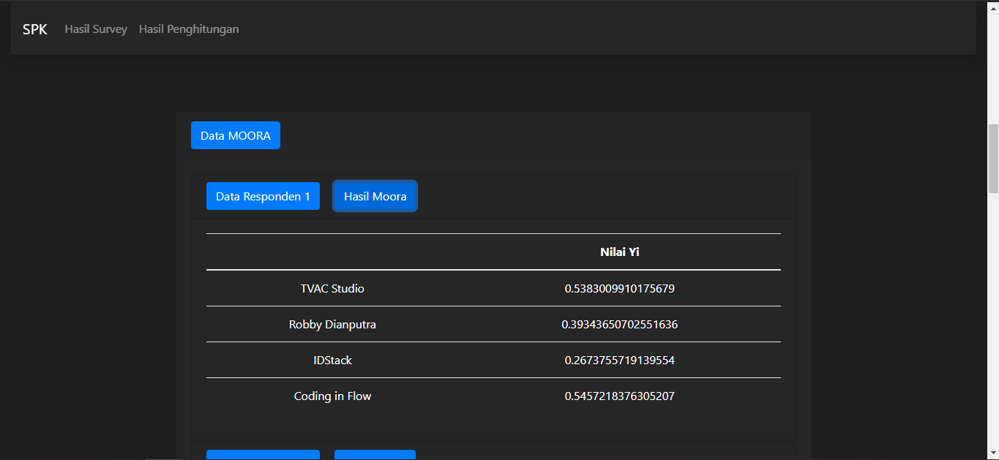 SPK Hasil Survey Hasil Penghitungan
Data MOORA
Data Responden 1 Hasil Moora
Nilai Yi
TVAC Studio 0.5383009910175679
Robby Dianputra 0.39343650702551636
IDStack 0.2673755719139554
Coding in Flow 0.5457218376305207